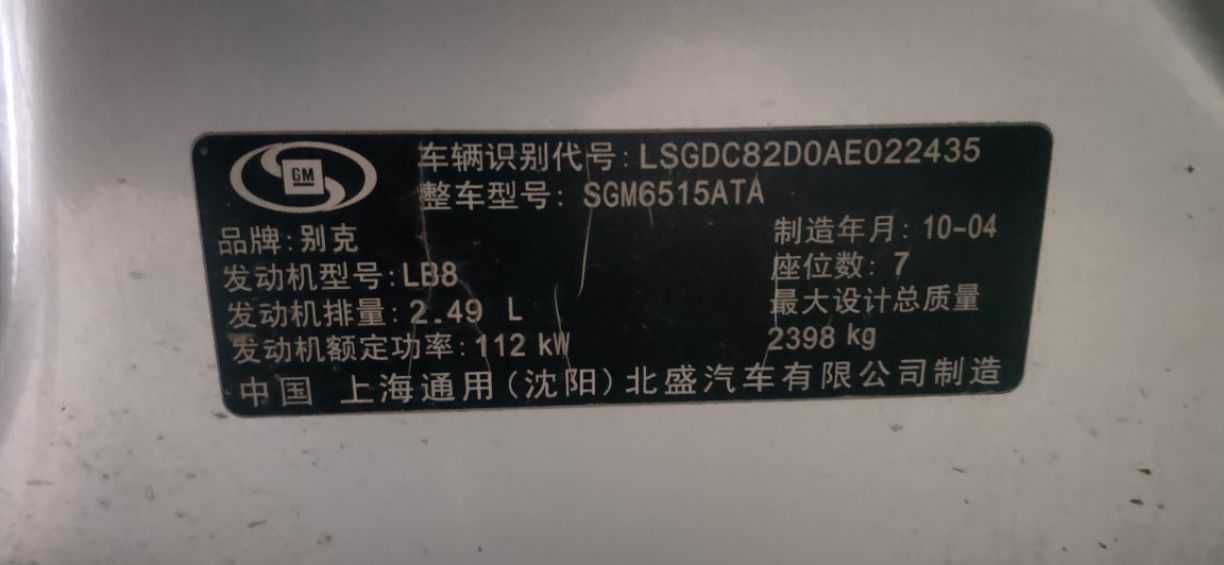 GM
车辆识别代号:LSGDC82D0AE022435
整车型号: SGM6515ATA
品牌:别克
制造年月: 10-04
发动机型号:LB8
座位数: 7
发动机排量:2.49 L
最大设计总质量
发动机额定功率:112 kW
2398 kg
中国 上海通用(沈阳)北盛汽车有限公司制造